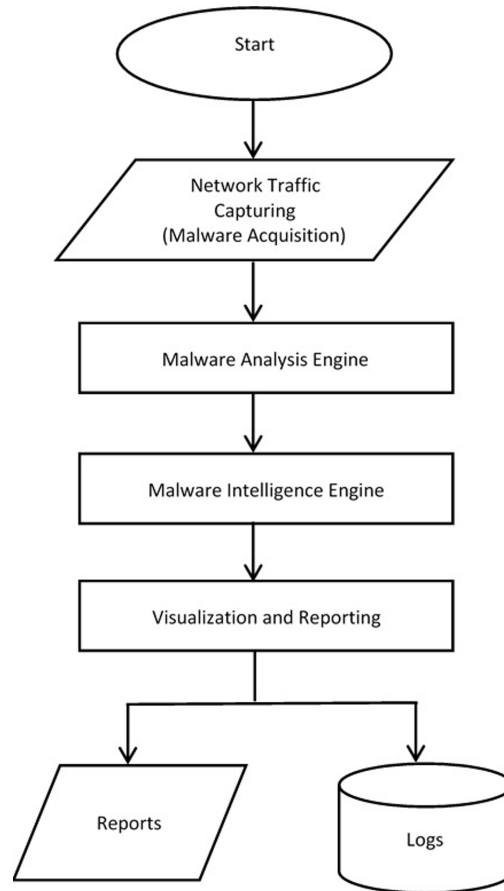 Start
Network Traffic
Capturing
(Malware Acquisition)
Malware Analysis Engine
Malware Intelligence Engine
Visualization and Reporting
Reports
Logs